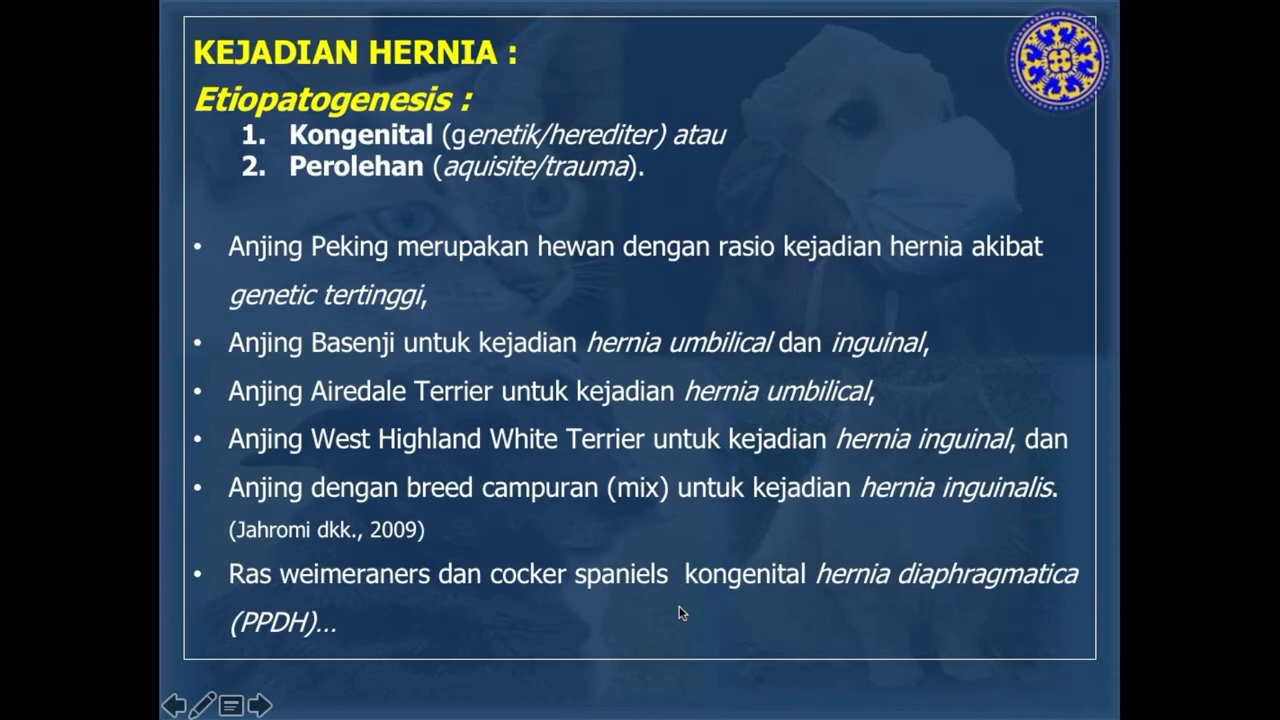 KEJADIAN HERNIA :
Etiopatogenesis :
1. Kongenital (genetik/herediter) atau
2. Perolehan (aquisite/trauma).
• Anjing Peking merupakan hewan dengan rasio kejadian hernia akibat
genetic tertinggi,
• Anjing Basenji untuk kejadian hernia umbilical dan inguinal,
• Anjing Airedale Terrier untuk kejadian hernia umbilical,
• Anjing West Highland White Terrier untuk kejadian hernia inguinal, dan
• Anjing dengan breed campuran (mix) untuk kejadian hernia inguinalis.
(Jahromi dkk., 2009)
• Ras weimeraners dan cocker spaniels kongenital hernia diaphragmatica
(PPDH)...